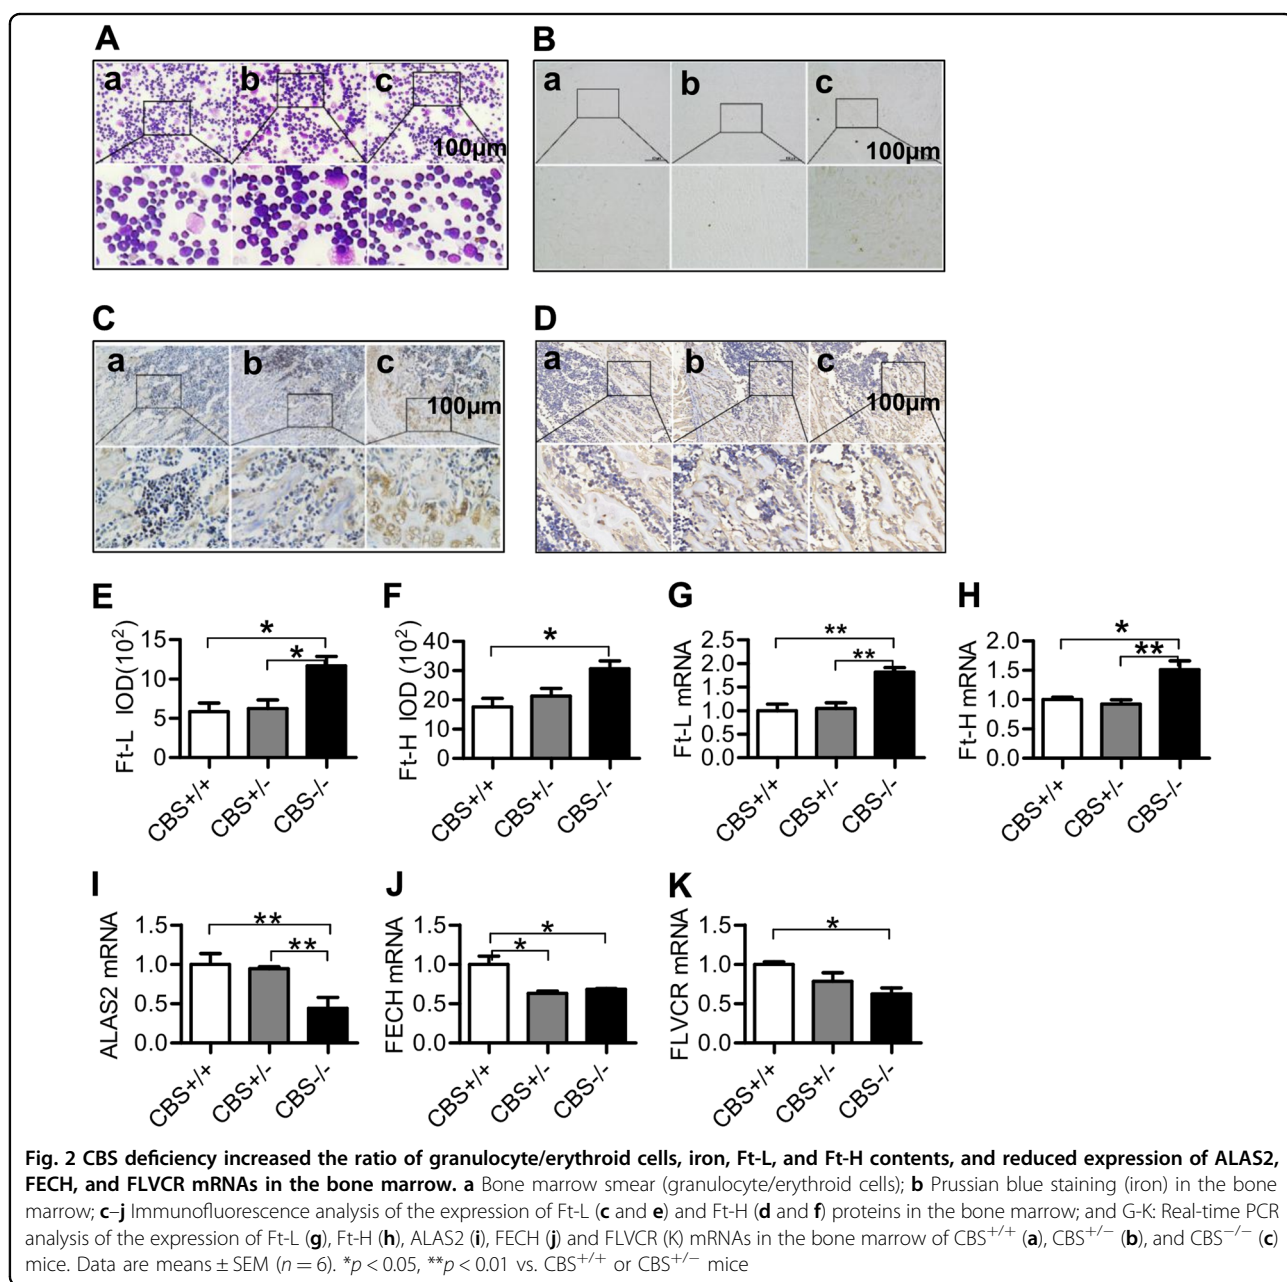 A
B
a
b
c
100μm
a
b
c
100μm
C
D
a
b
c
100μm
a
b
c
100μm
E
F
G
H
Ft-L IOD(10²)
15
10
5
0
*
*
CBS+/+
CBS+/-
CBS-/-
Ft-H IOD (10²)
40
30
20
10
0
*
CBS+/+
CBS+/-
CBS-/-
Ft-L mRNA
2.5
2.0
1.5
1.0
0.5
0.0
**
**
CBS+/+
CBS+/-
CBS-/-
Ft-H mRNA
2.0
1.5
1.0
0.5
0.0
*
**
CBS+/+
CBS+/-
CBS-/-
I
J
K
ALAS2 mRNA
1.5
1.0
0.5
0.0
**
**
CBS+/+
CBS+/-
CBS-/-
FECH mRNA
1.5
1.0
0.5
0.0
*
*
CBS+/+
CBS+/-
CBS-/-
FLVCR mRNA
1.5
1.0
0.5
0.0
*
CBS+/+
CBS+/-
CBS-/-
Fig. 2 CBS deficiency increased the ratio of granulocyte/erythroid cells, iron, Ft-L, and Ft-H contents, and reduced expression of ALAS2,
FECH, and FLVCR mRNAs in the bone marrow. a Bone marrow smear (granulocyte/erythroid cells); b Prussian blue staining (iron) in the bone
marrow; c–j Immunofluorescence analysis of the expression of Ft-L (c and e) and Ft-H (d and f) proteins in the bone marrow; and G-K: Real-time PCR
analysis of the expression of Ft-L (g), Ft-H (h), ALAS2 (i), FECH (j) and FLVCR (K) mRNAs in the bone marrow of CBS⁺/⁺ (a), CBS⁺/⁻ (b), and CBS⁻/⁻ (c)
mice. Data are means ± SEM (n = 6). *p < 0.05, **p < 0.01 vs. CBS⁺/⁺ or CBS⁺/⁻ mice